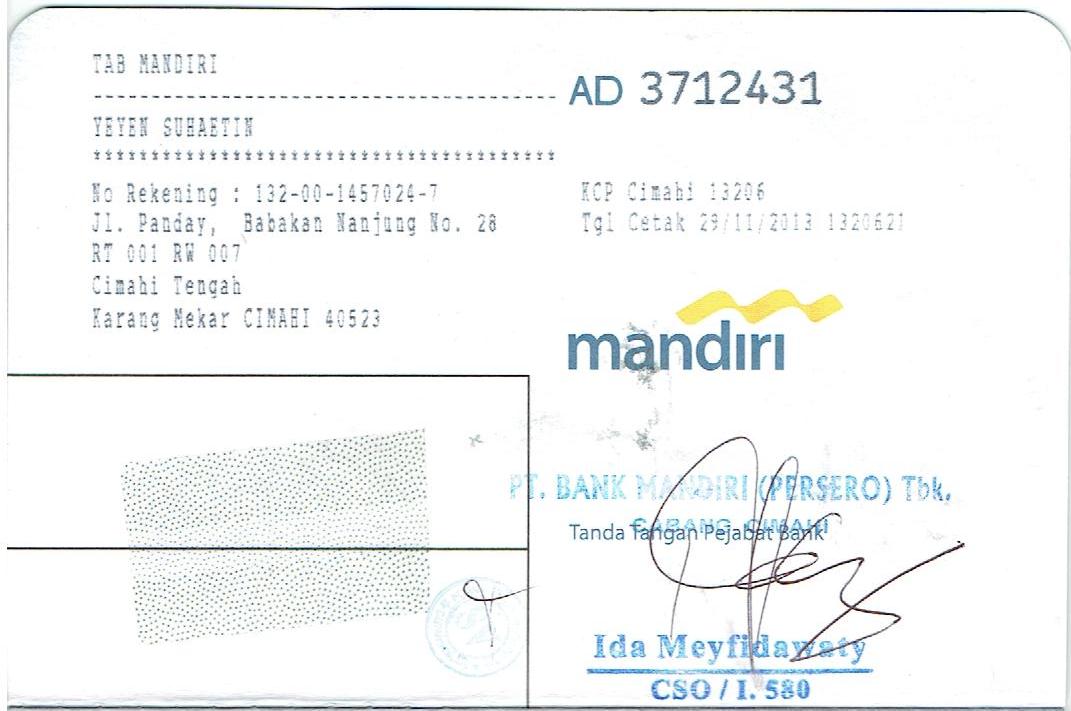 TAB MANDIRI
AD 3712431
YEYEN SUHAETIN
No Rekening : 132-00-1457024-7
Jl. Panday, Babakan Nanjung No. 28
RT 001 RW 007
Cimahi Tengah
Karang Mekar CIMAHI 40523
KCP Cimahi 13206
Tgl Cetak 29/11/2013 1320621
mandiri
PT. BANK MANDIRI (PERSERO) Tbk.
CABANG CIMAHI
Tanda Tangan Pejabat Bank
Ida Meyfidawaty
CSO / I. 580